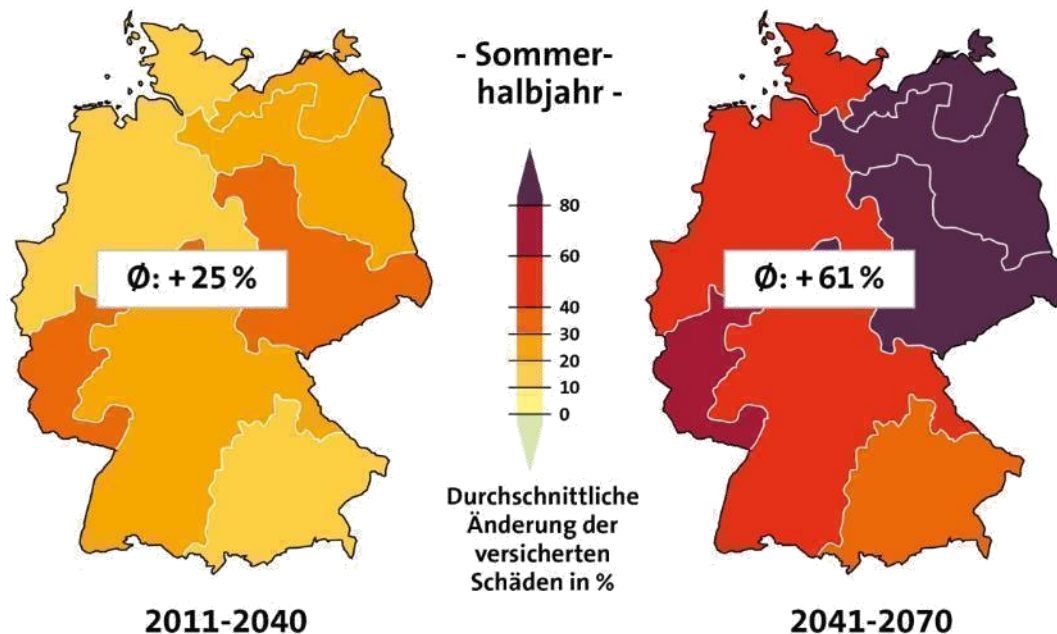 - Sommer-
halbjahr -
80
60
40
30
20
10
0
Ø: + 25 %
Ø: + 61 %
Durchschnittliche
Änderung der
versicherten
Schäden in %
2011-2040
2041-2070